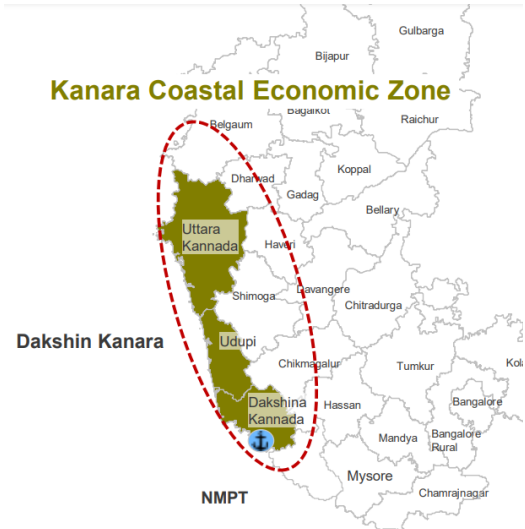 Gulbarga
Bijapur
Kanara Coastal Economic Zone
Bagalkot
Raichur
Belgaum
Koppal
Dharwad
Gadag
Bellary
Uttara
Kannada
Haveri
Davangere
Shimoga
Chitradurga
Dakshin Kanara
Udupi
Chikmagalur
Tumkur
Kola
Dakshina
Kannada
Hassan
Bangalore
Mandya
Bangalore
Rural
Mysore
NMPT
Chamrajnagar